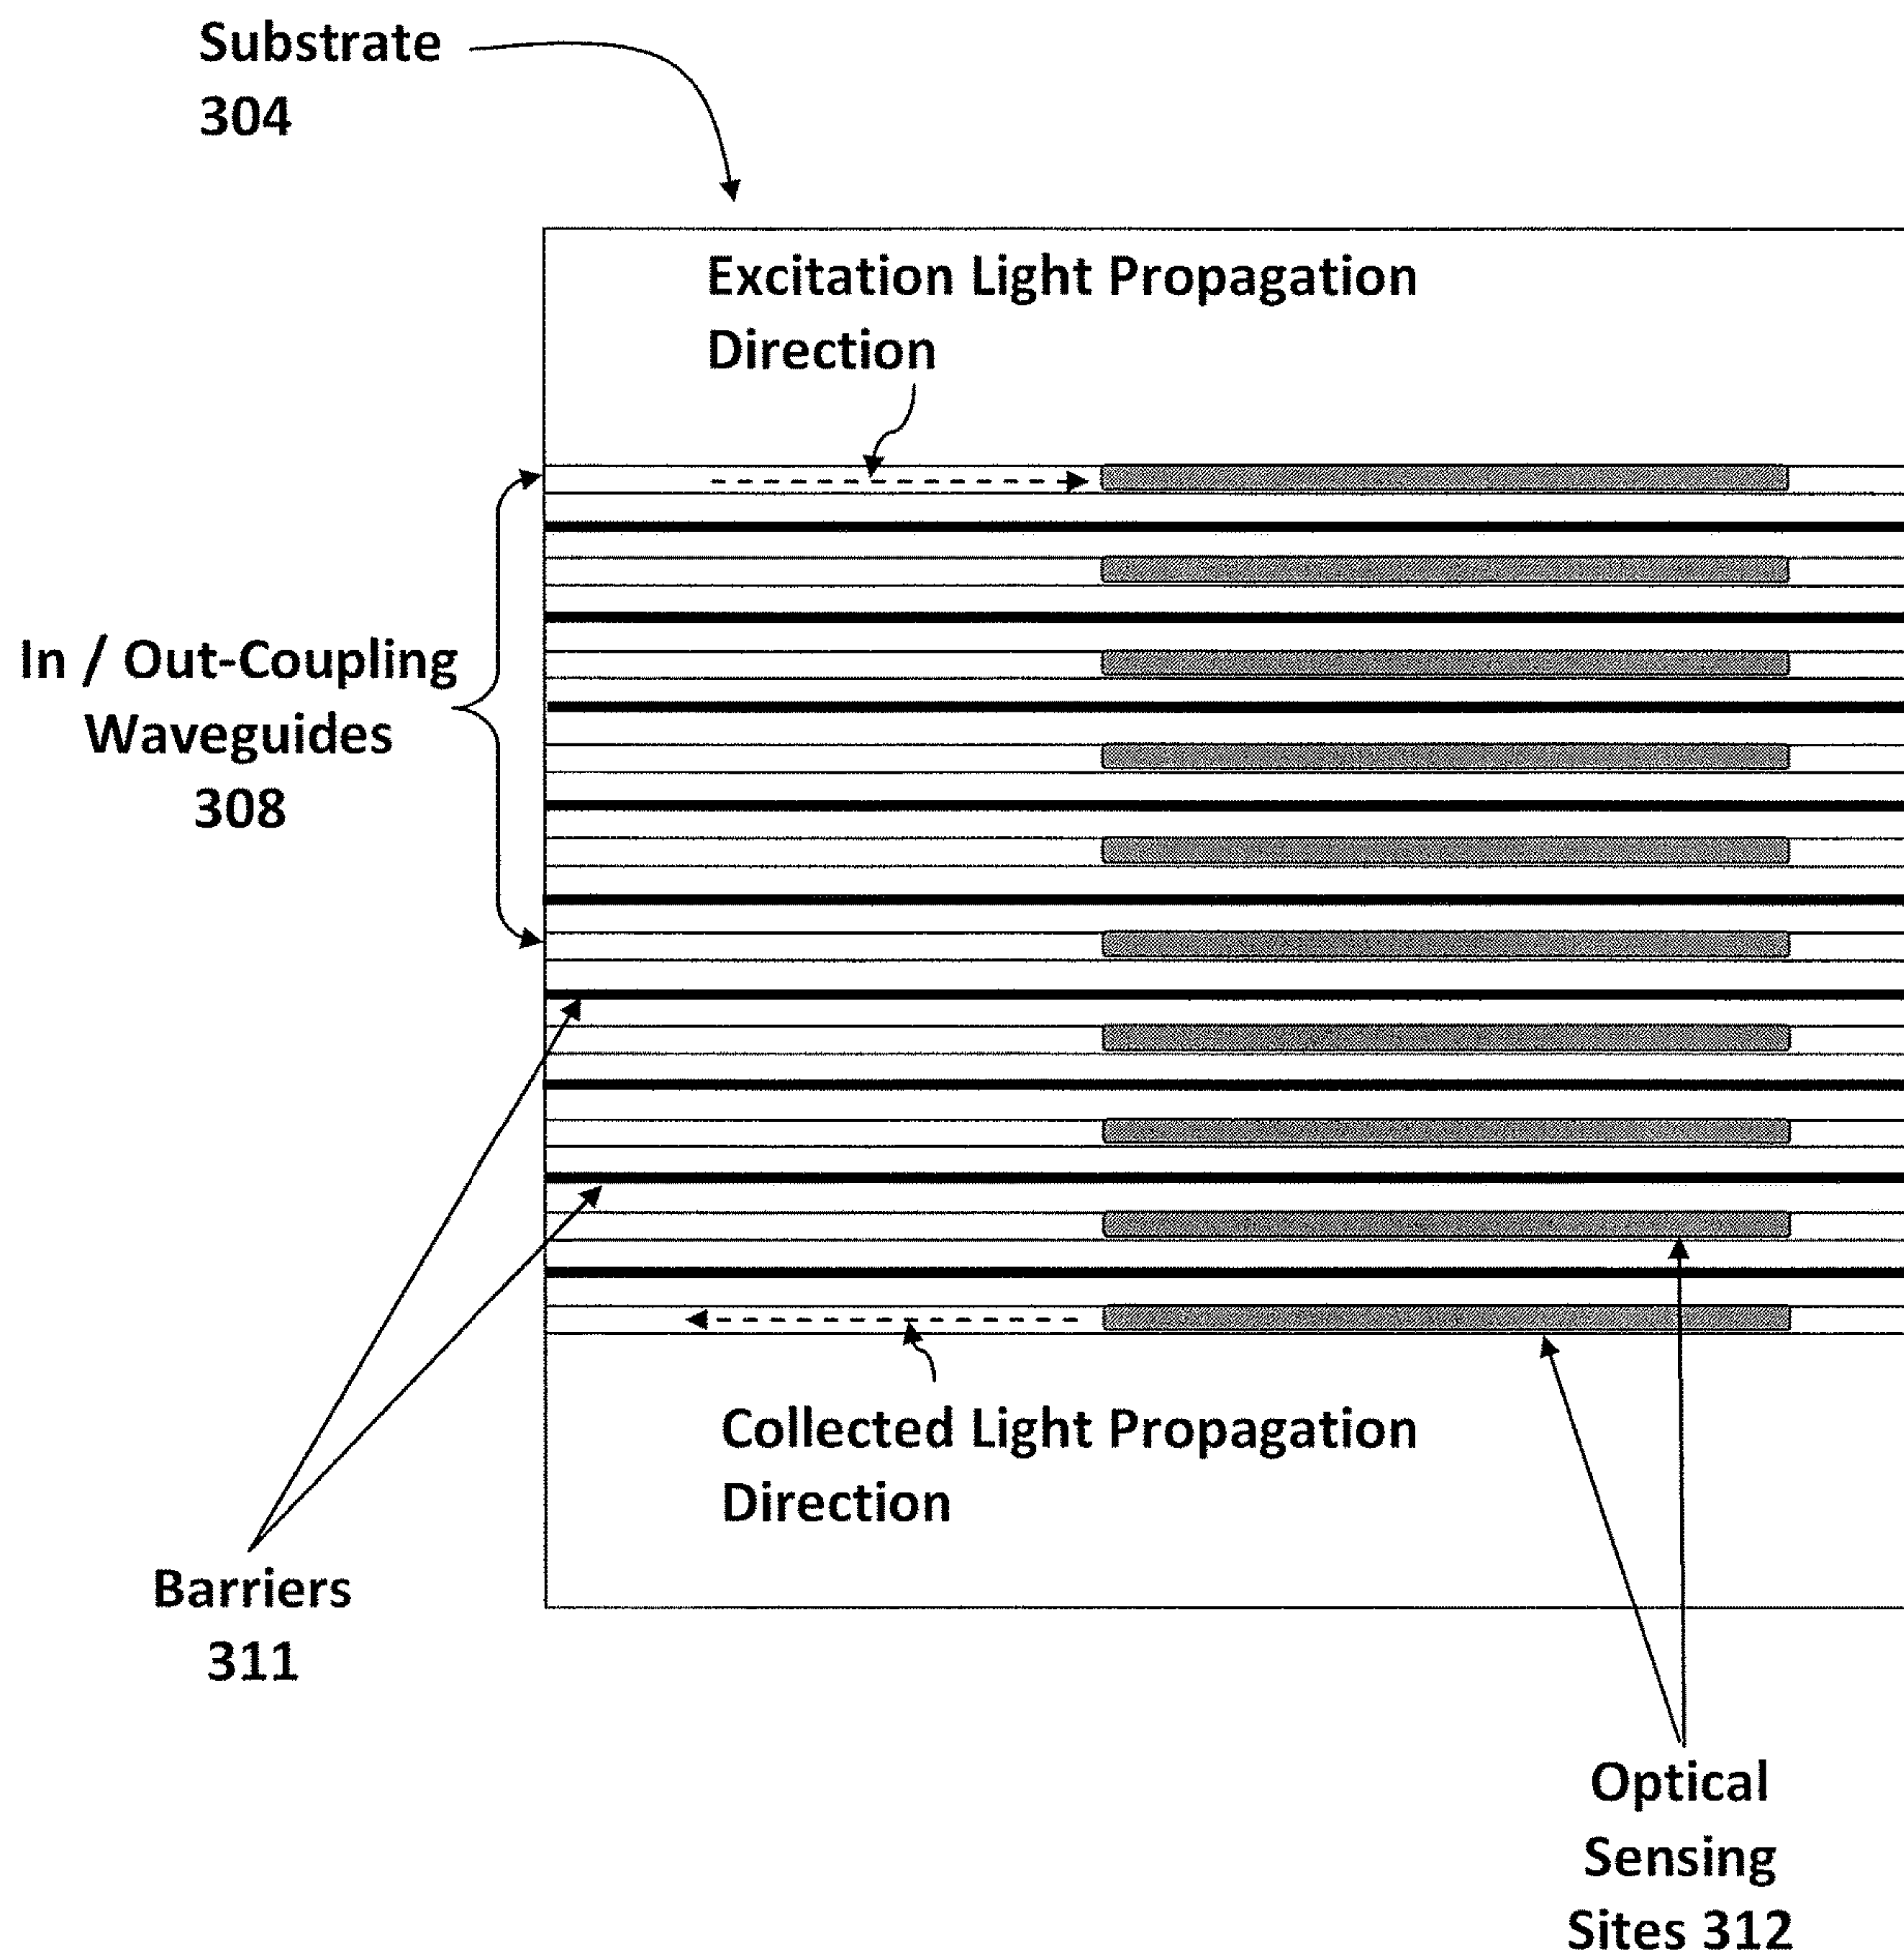 Substrate
304
Excitation Light Propagation
Direction
In / Out-Coupling
Waveguides
308
Collected Light Propagation
Direction
Barriers
311
Optical
Sensing
Sites 312